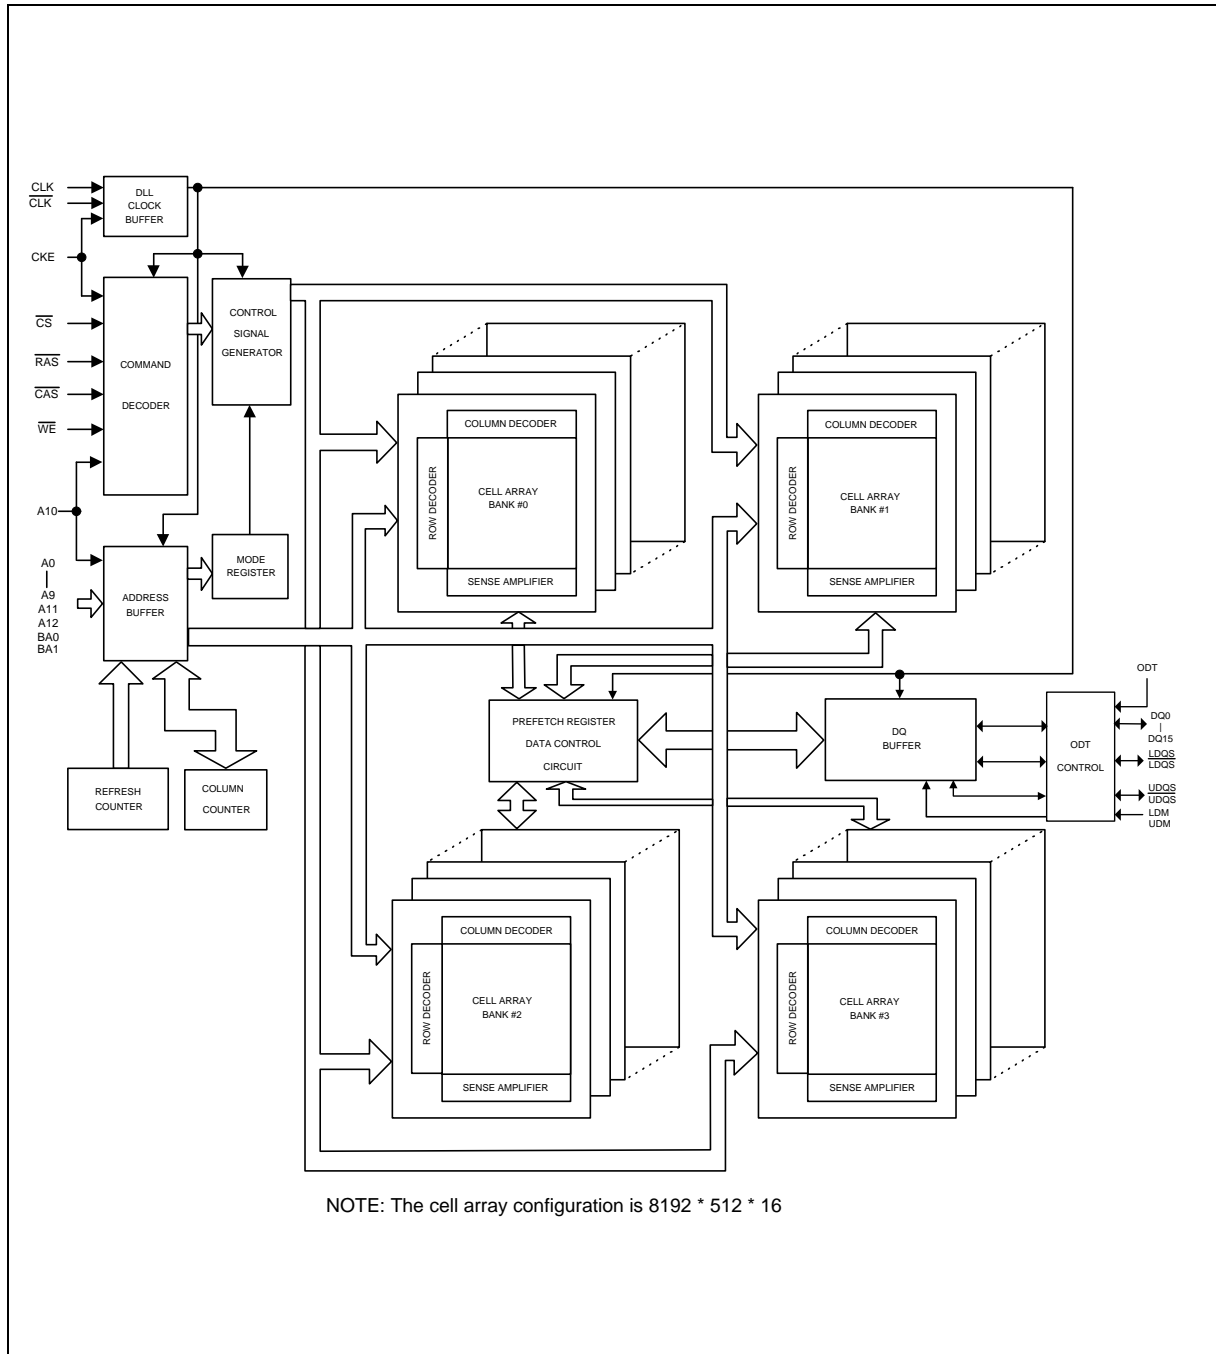 CLK
CLK
CKE
CS
RAS
CAS
WE
A10
A0
A9
A11
A12
BA0
BA1
DLL
CLOCK
BUFFER
COMMAND
DECODER
CONTROL
SIGNAL
GENERATOR
MODE
REGISTER
ADDRESS
BUFFER
REFRESH
COUNTER
COLUMN
COUNTER
COLUMN DECODER
ROW DECODER
CELL ARRAY
BANK #0
SENSE AMPLIFIER
COLUMN DECODER
ROW DECODER
CELL ARRAY
BANK #1
SENSE AMPLIFIER
PREFETCH REGISTER
DATA CONTROL
CIRCUIT
DQ
BUFFER
ODT
CONTROL
ODT
DQ0
DQ15
LDQS
LDQS
UDQS
UDQS
LDM
UDM
COLUMN DECODER
ROW DECODER
CELL ARRAY
BANK #2
SENSE AMPLIFIER
COLUMN DECODER
ROW DECODER
CELL ARRAY
BANK #3
SENSE AMPLIFIER
NOTE: The cell array configuration is 8192 * 512 * 16